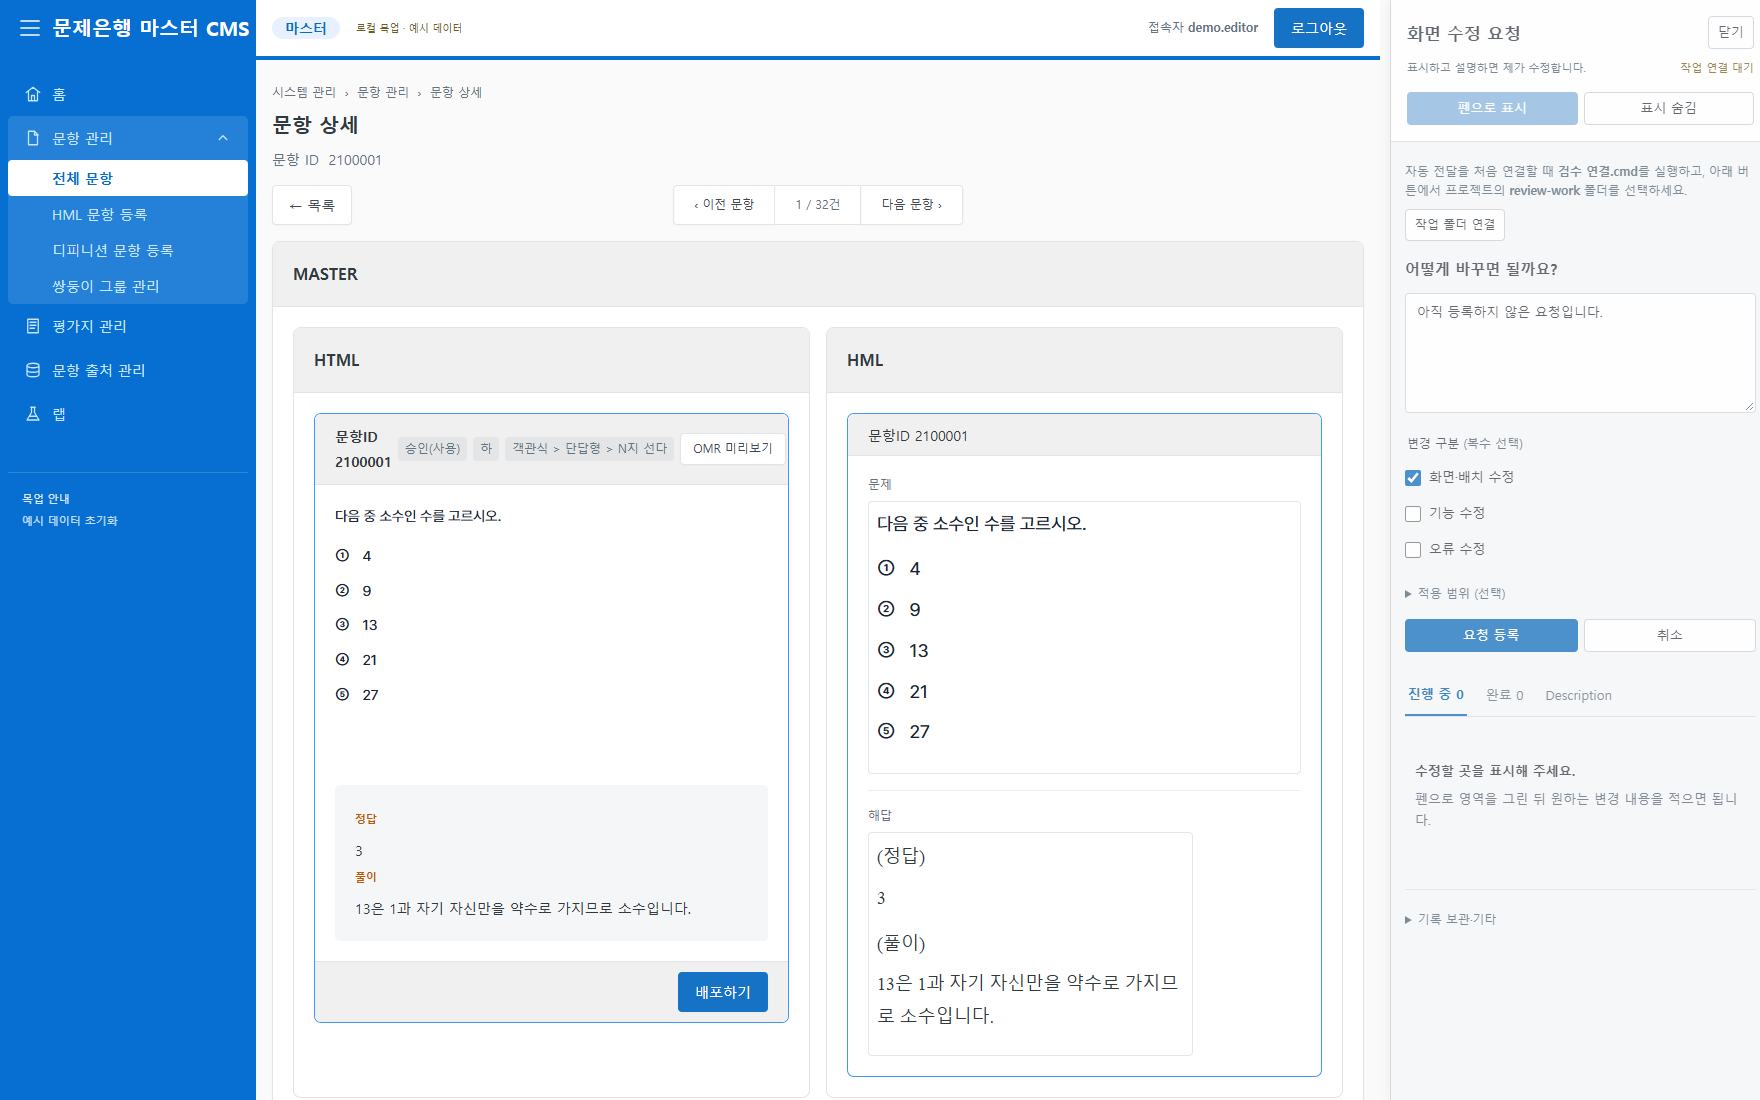 문제은행 마스터 CMS
홈
문항 관리
전체 문항
HML 문항 등록
디피니션 문항 등록
쌍둥이 그룹 관리
평가지 관리
문항 출처 관리
랩
목업 안내
예시 데이터 초기화
마스터
로컬 목업 · 예시 데이터
접속자 demo.editor
로그아웃
시스템 관리 › 문항 관리 › 문항 상세
문항 상세
문항 ID 2100001
← 목록
‹ 이전 문항
1 / 32건
다음 문항 ›
MASTER
HTML
문항ID
2100001
승인(사용)
하
객관식 > 단답형 > N지 선다
OMR 미리보기
다음 중 소수인 수를 고르시오.
① 4
② 9
③ 13
④ 21
⑤ 27
정답
3
풀이
13은 1과 자기 자신만을 약수로 가지므로 소수입니다.
배포하기
HML
문항ID 2100001
문제
다음 중 소수인 수를 고르시오.
① 4
② 9
③ 13
④ 21
⑤ 27
해답
(정답)
3
(풀이)
13은 1과 자기 자신만을 약수로 가지므
로 소수입니다.
화면 수정 요청
닫기
표시하고 설명하면 제가 수정합니다.
작업 연결 대기
펜으로 표시
표시 숨김
자동 전달을 처음 연결할 때 검수 연결.cmd를 실행하고, 아래 버
튼에서 프로젝트의 review-work 폴더를 선택하세요.
작업 폴더 연결
어떻게 바꾸면 될까요?
아직 등록하지 않은 요청입니다.
변경 구분 (복수 선택)
화면·배치 수정
기능 수정
오류 수정
▶ 적용 범위 (선택)
요청 등록
취소
진행 중 0
완료 0
Description
수정할 곳을 표시해 주세요.
펜으로 영역을 그린 뒤 원하는 변경 내용을 적으면 됩니
다.
▶ 기록 보관·기타